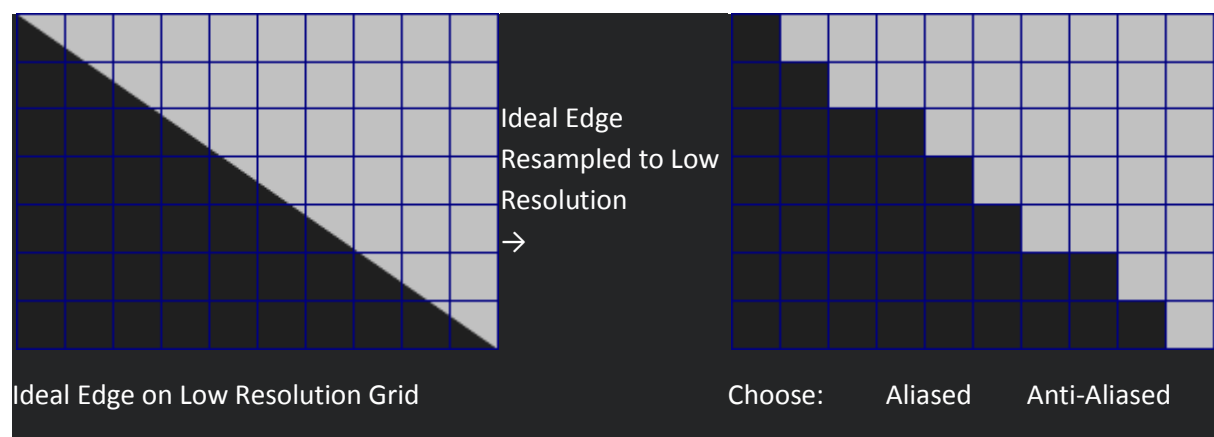 Ideal Edge
Resampled to Low
Resolution
→
Ideal Edge on Low Resolution Grid
Choose: Aliased Anti-Aliased